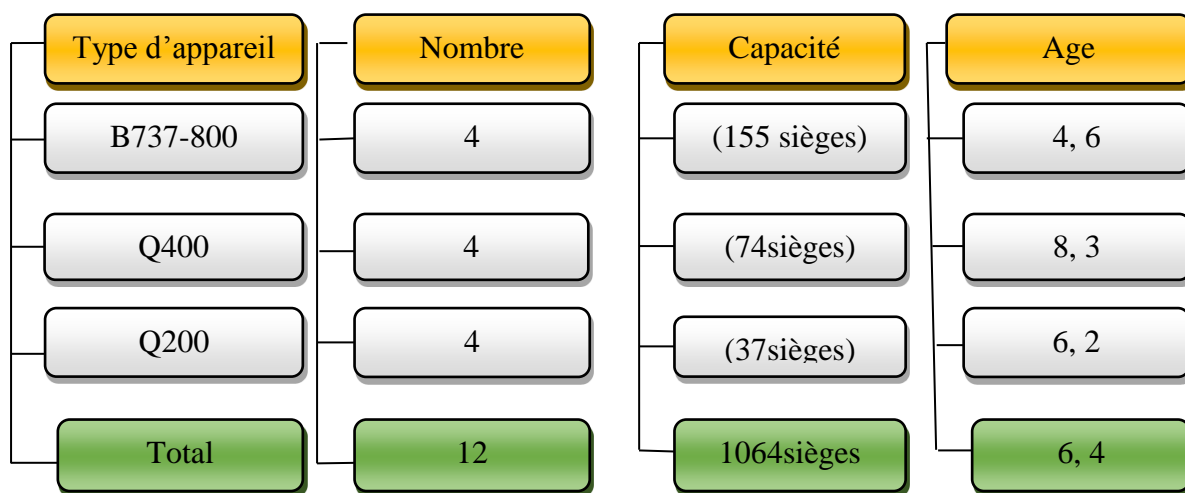 Type d’appareil Nombre Capacité Age
B737-800 4 (155 sièges) 4, 6
Q400 4 (74sièges) 8, 3
Q200 4 (37sièges) 6, 2
Total 12 1064sièges 6, 4